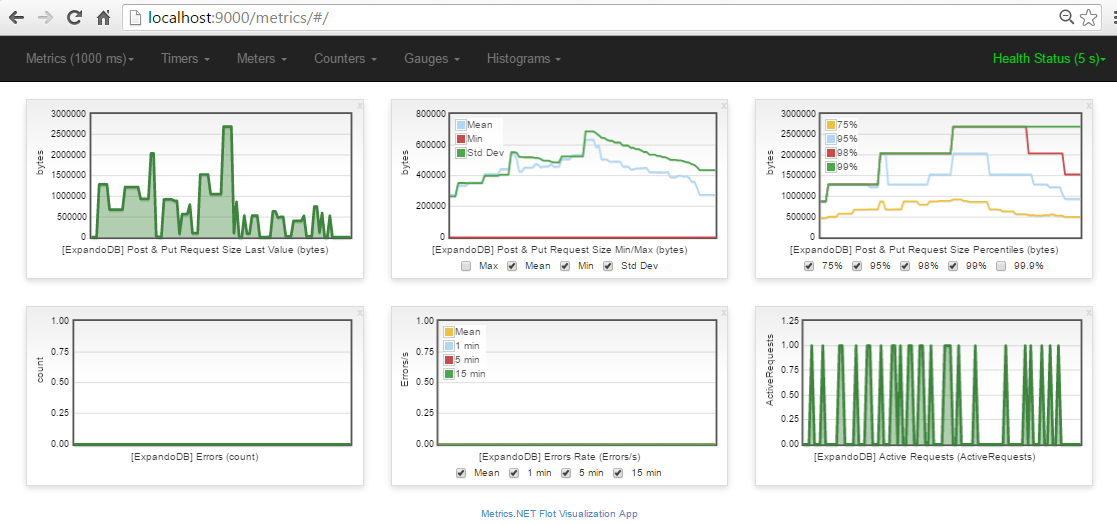 localhost:9000/metrics/#/
Metrics (1000 ms) Timers Meters Counters Gauges Histograms Health Status (5 s)
x
3000000
2500000
2000000
1500000
1000000
500000
0
bytes
[ExpandoDB] Post & Put Request Size Last Value (bytes)
x
800000
600000
400000
200000
0
bytes
Mean
Min
Std Dev
[ExpandoDB] Post & Put Request Size Min/Max (bytes)
Max Mean Min Std Dev
x
3000000
2500000
2000000
1500000
1000000
500000
0
bytes
75%
95%
98%
99%
[ExpandoDB] Post & Put Request Size Percentiles (bytes)
75% 95% 98% 99% 99.9%
x
1.00
0.75
0.50
0.25
0.00
count
[ExpandoDB] Errors (count)
x
1.00
0.75
0.50
0.25
0.00
Errors/s
Mean
1 min
5 min
15 min
[ExpandoDB] Errors Rate (Errors/s)
Mean 1 min 5 min 15 min
x
1.25
1.00
0.75
0.50
0.25
0.00
ActiveRequests
[ExpandoDB] Active Requests (ActiveRequests)
Metrics.NET Flot Visualization App